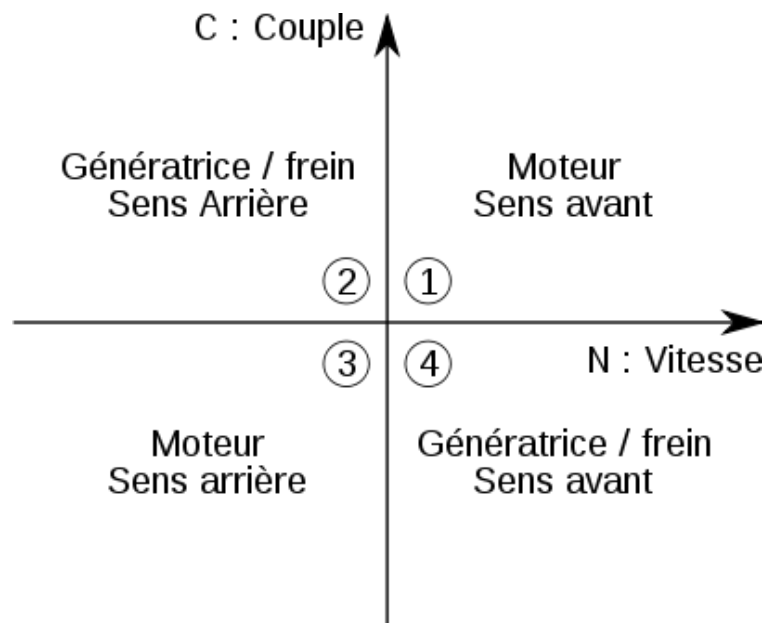 C : Couple
Génératrice / frein
Sens Arrière
Moteur
Sens avant
2
1
3
4
N : Vitesse
Moteur
Sens arrière
Génératrice / frein
Sens avant